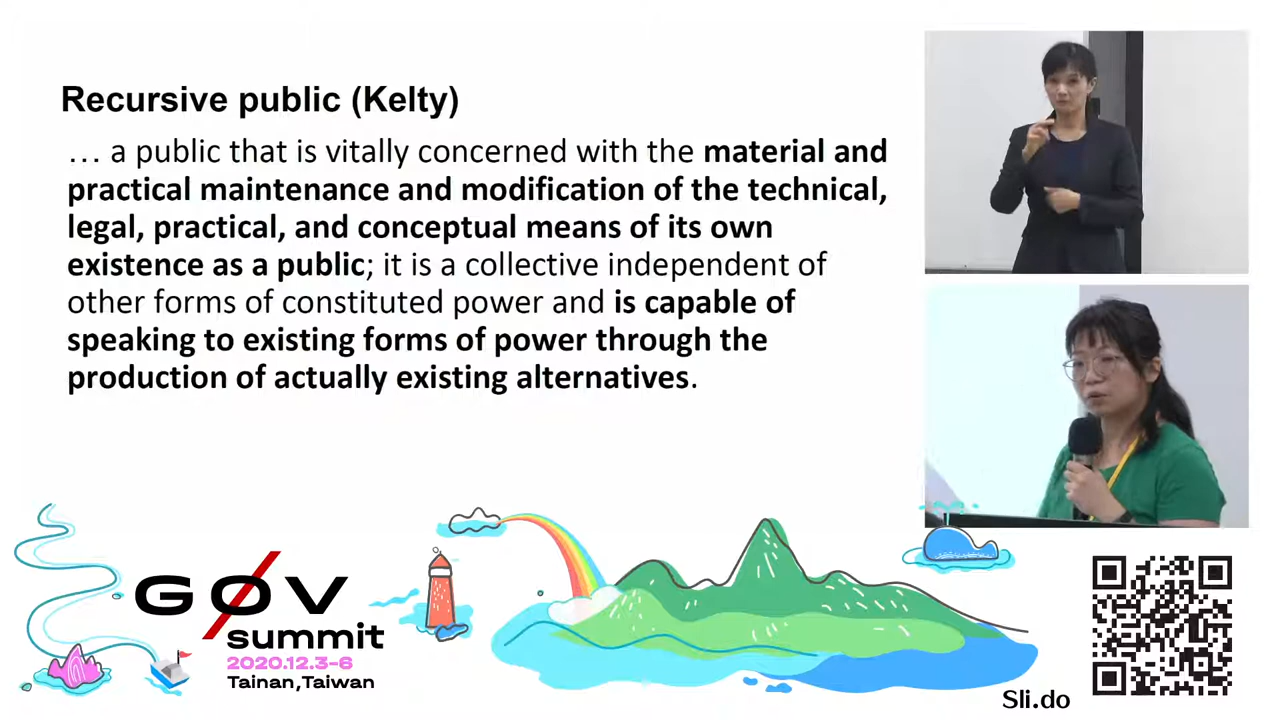 Recursive public (Kelty)
… a public that is vitally concerned with the material and
practical maintenance and modification of the technical,
legal, practical, and conceptual means of its own
existence as a public; it is a collective independent of
other forms of constituted power and is capable of
speaking to existing forms of power through the
production of actually existing alternatives.
GØV
summit
2020.12.3-6
Tainan,Taiwan
Sli.do